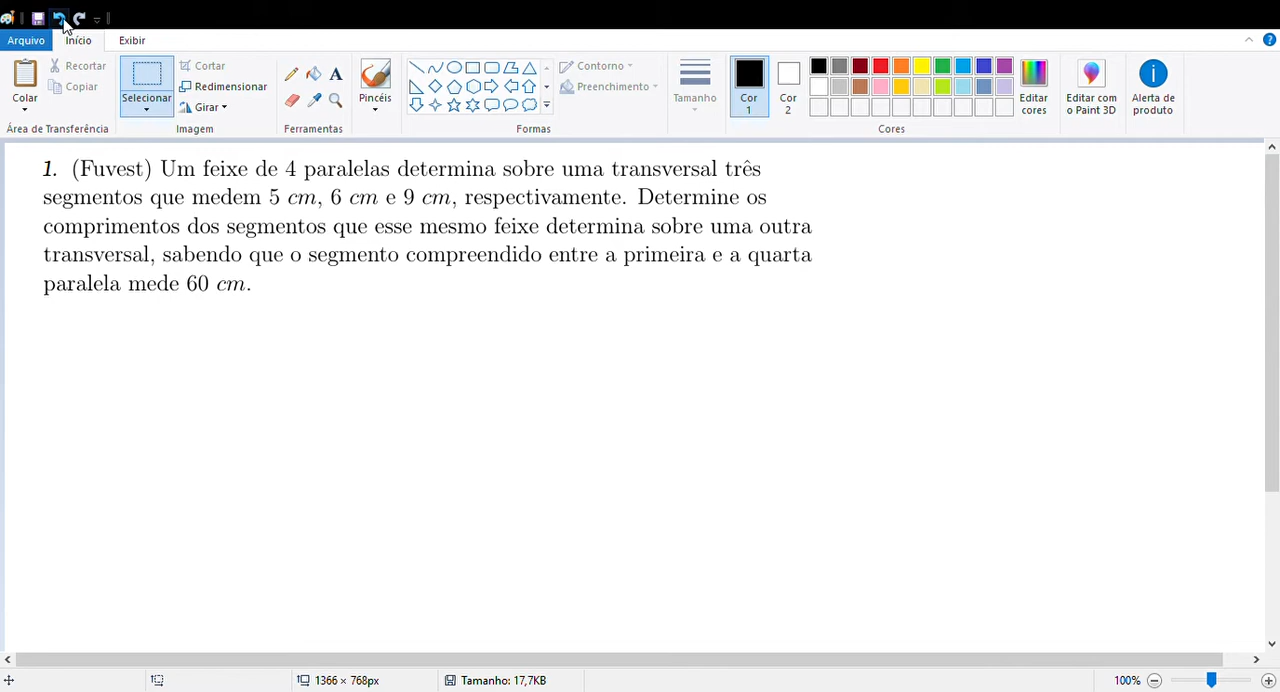 Arquivo Início Exibir
Colar
Recortar
Copiar
Área de Transferência
Selecionar
Cortar
Redimensionar
Girar
Imagem
Ferramentas
Pincéis
Formas
Contorno
Preenchimento
Tamanho
Cor 1
Cor 2
Cores
Editar cores
Editar com o Paint 3D
Alerta de produto
1. (Fuvest) Um feixe de 4 paralelas determina sobre uma transversal três
segmentos que medem 5 cm, 6 cm e 9 cm, respectivamente. Determine os
comprimentos dos segmentos que esse mesmo feixe determina sobre uma outra
transversal, sabendo que o segmento compreendido entre a primeira e a quarta
paralela mede 60 cm.
1366 × 768px Tamanho: 17,7KB 100%